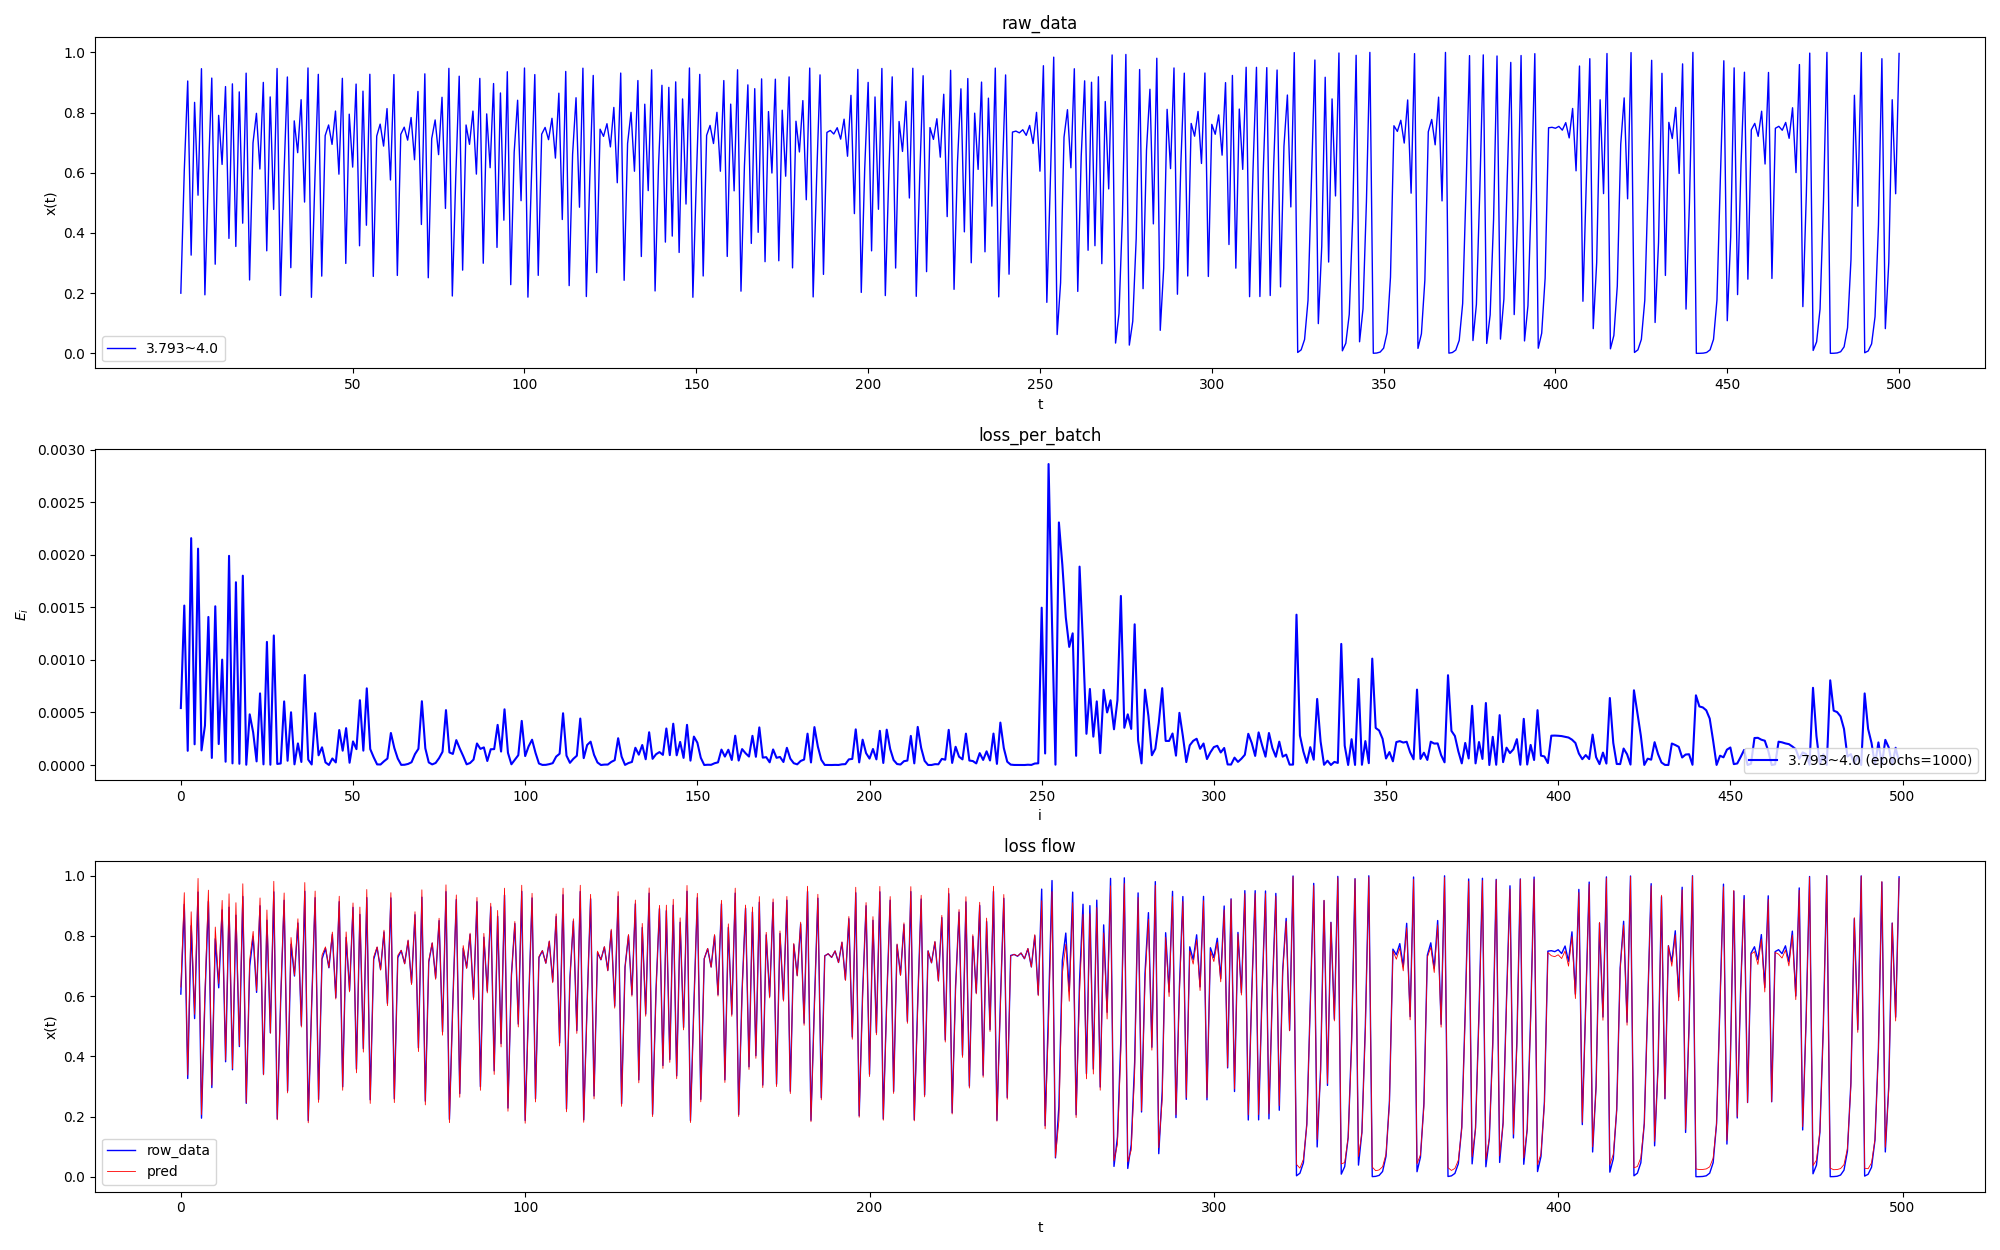 raw_data
1.0
0.8
0.6
0.4
0.2
0.0
x(t)
3.793~4.0
50 100 150 200 250 300 350 400 450 500
t
loss_per_batch
0.0030
0.0025
0.0020
0.0015
0.0010
0.0005
0.0000
E_i
3.793~4.0 (epochs=1000)
0 50 100 150 200 250 300 350 400 450 500
i
loss flow
1.0
0.8
0.6
0.4
0.2
0.0
x(t)
row_data
pred
0 100 200 300 400 500
t